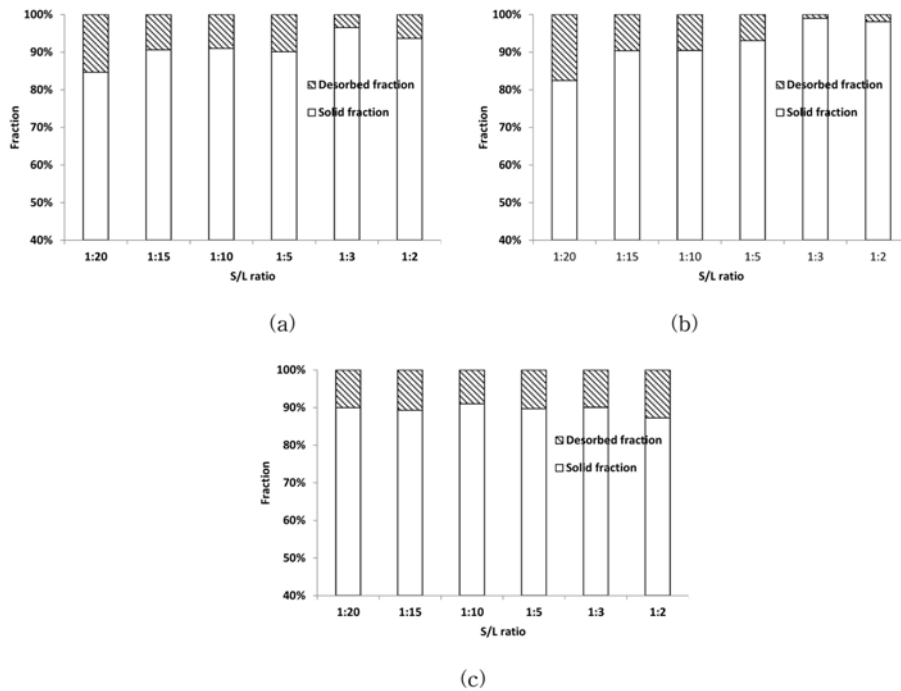 100%
90%
80%
70%
60%
50%
40%
Fraction
Desorbed fraction
Solid fraction
1:20 1:15 1:10 1:5 1:3 1:2
S/L ratio
(a)
100%
90%
80%
70%
60%
50%
40%
Fraction
Desorbed fraction
Solid fraction
1:20 1:15 1:10 1:5 1:3 1:2
S/L ratio
(b)
100%
90%
80%
70%
60%
50%
40%
Fraction
Desorbed fraction
Solid fraction
1:20 1:15 1:10 1:5 1:3 1:2
S/L ratio
(c)